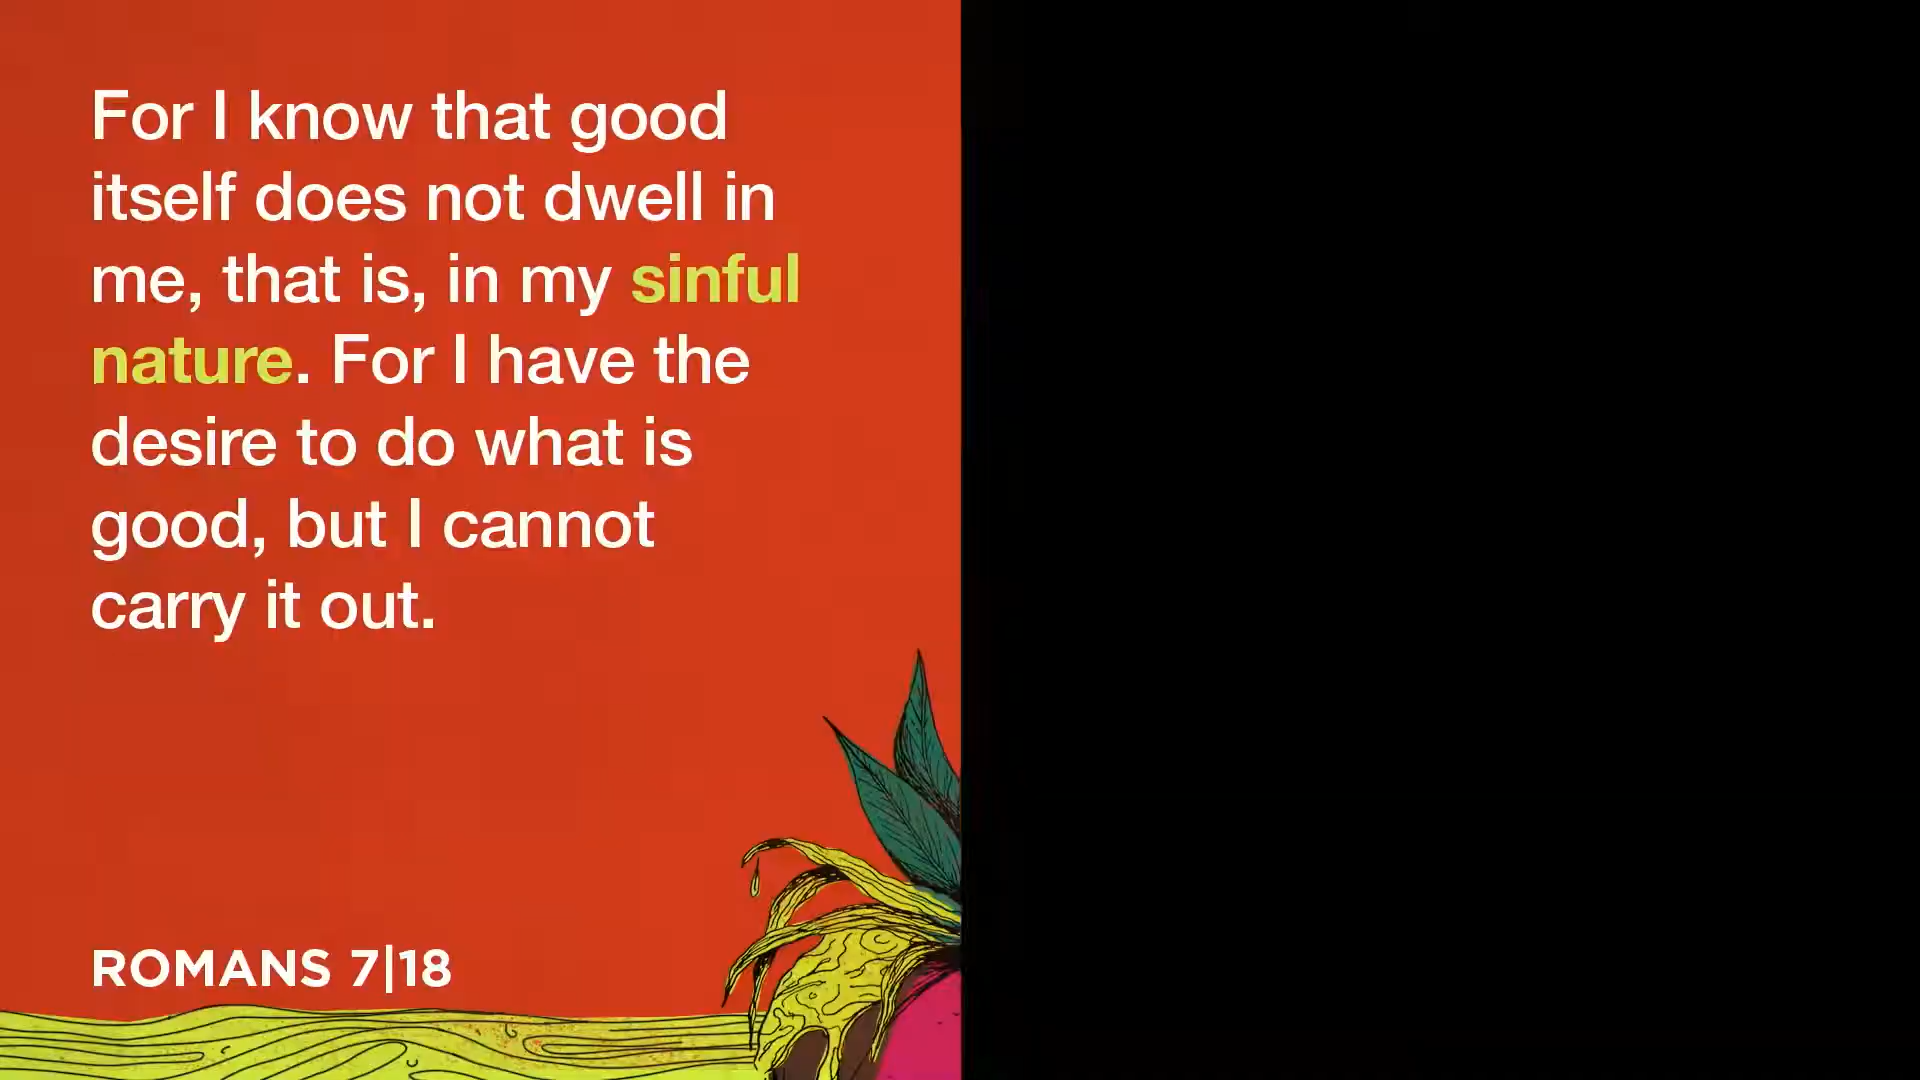 For I know that good
itself does not dwell in
me, that is, in my sinful
nature. For I have the
desire to do what is
good, but I cannot
carry it out.
ROMANS 7|18